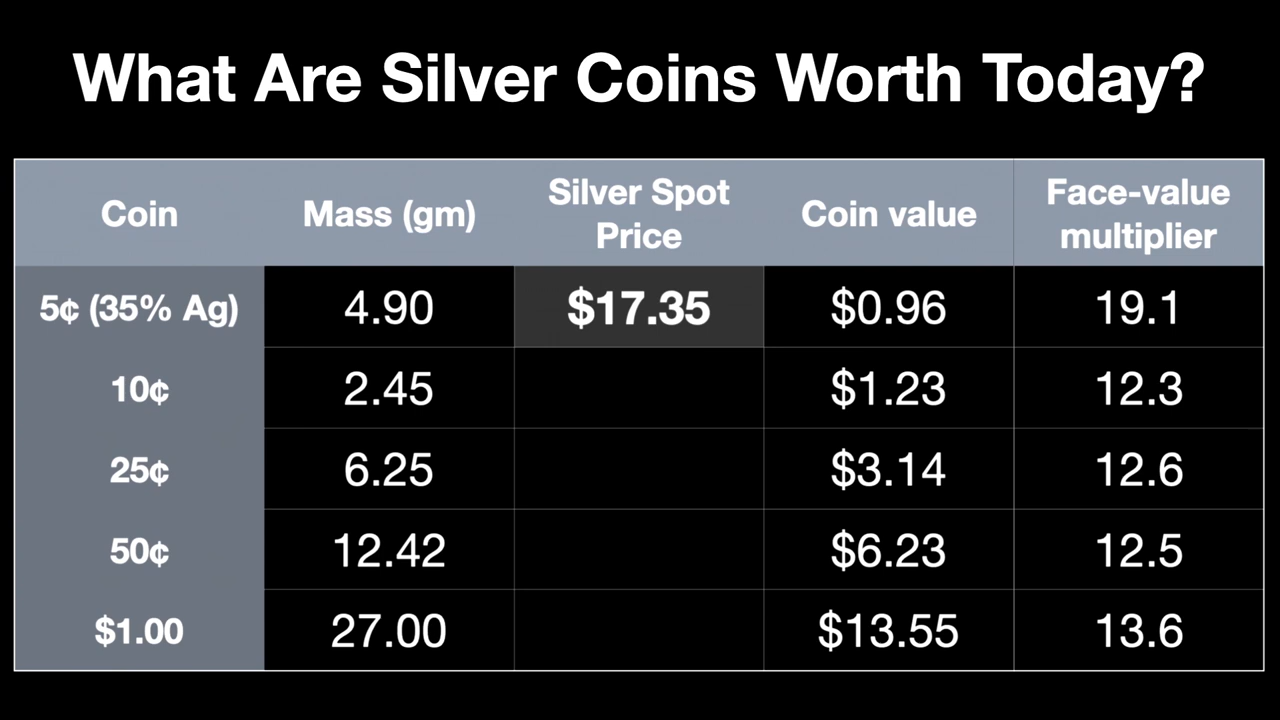 What Are Silver Coins Worth Today?
Coin Mass (gm) Silver Spot Price Coin value Face-value multiplier
5¢ (35% Ag) 4.90 $17.35 $0.96 19.1
10¢ 2.45 $1.23 12.3
25¢ 6.25 $3.14 12.6
50¢ 12.42 $6.23 12.5
$1.00 27.00 $13.55 13.6